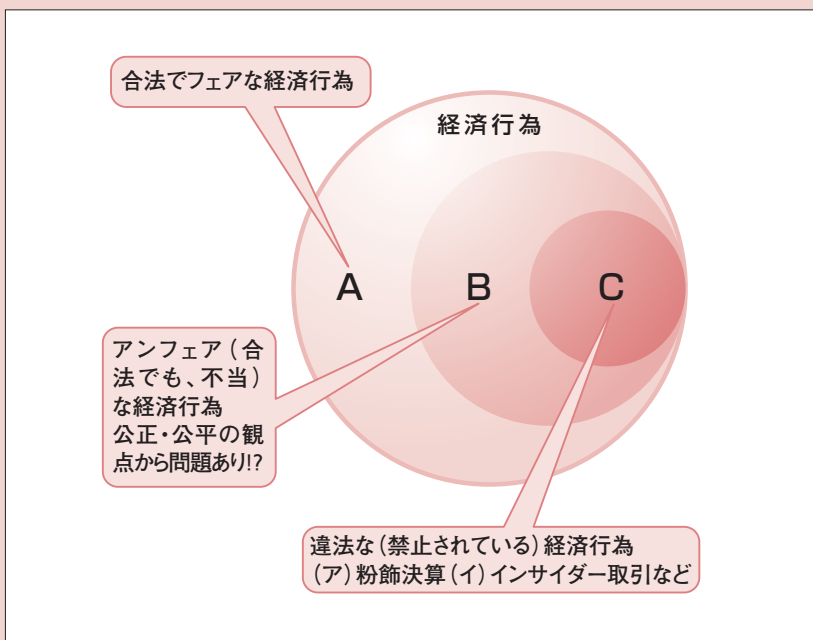 合法でフェアな経済行為
経済行為
A
B
C
アンフェア（合
法でも、不当）
な経済行為
公正・公平の観
点から問題あり!?
違法な（禁止されている）経済行為
（ア）粉飾決算（イ）インサイダー取引など